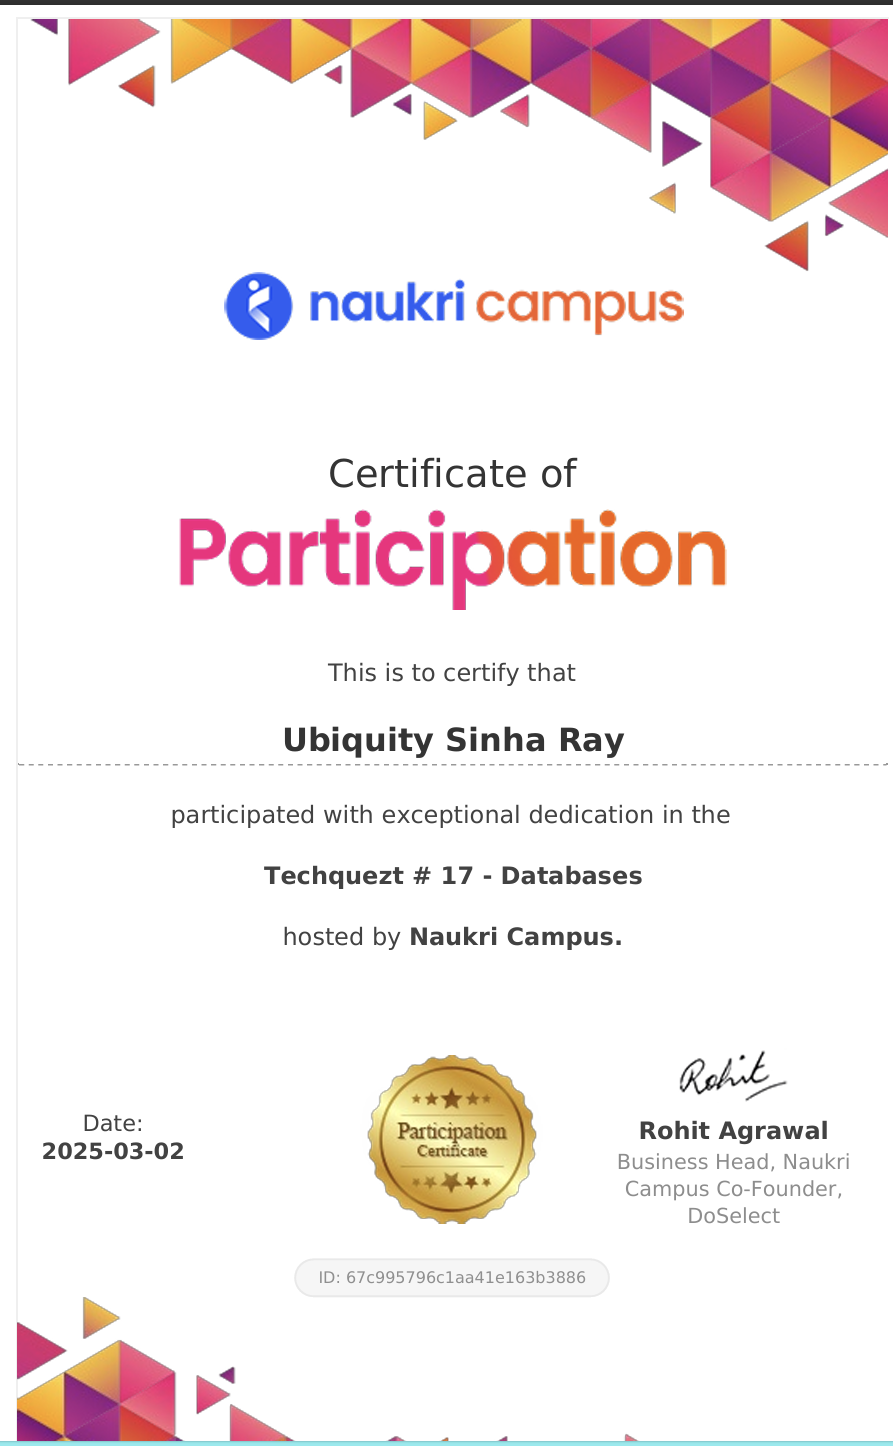 naukri campus
Certificate of
Participation
This is to certify that
Ubiquity Sinha Ray
participated with exceptional dedication in the
Techquezt # 17 - Databases
hosted by Naukri Campus.
Date:
2025-03-02
Participation
Certificate
Rohit
Rohit Agrawal
Business Head, Naukri
Campus Co-Founder,
DoSelect
ID: 67c995796c1aa41e163b3886